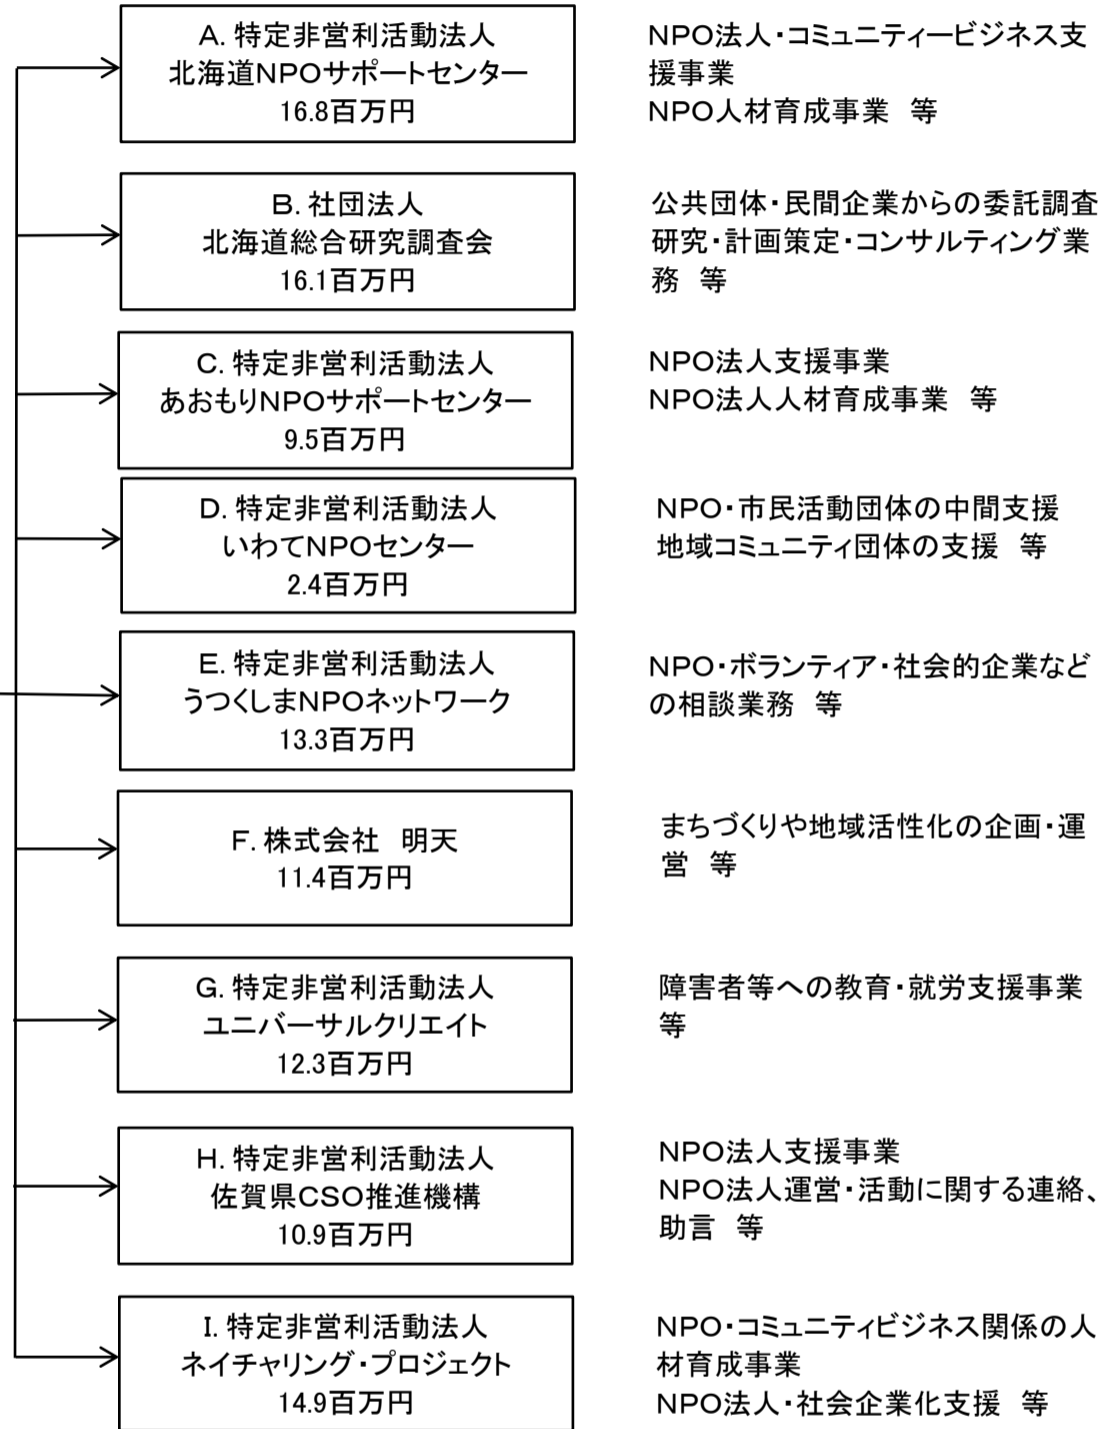 A. 特定非営利活動法人
北海道NPOサポートセンター
16.8百万円
NPO法人・コミュニティービジネス支
援事業
NPO人材育成事業　等
B. 社団法人
北海道総合研究調査会
16.1百万円
公共団体・民間企業からの委託調査
研究・計画策定・コンサルティング業
務　等
C. 特定非営利活動法人
あおもりNPOサポートセンター
9.5百万円
NPO法人支援事業
NPO法人人材育成事業　等
D. 特定非営利活動法人
いわてNPOセンター
2.4百万円
NPO・市民活動団体の中間支援
地域コミュニティ団体の支援　等
E. 特定非営利活動法人
うつくしまNPOネットワーク
13.3百万円
NPO・ボランティア・社会的企業など
の相談業務　等
F. 株式会社　明天
11.4百万円
まちづくりや地域活性化の企画・運
営　等
G. 特定非営利活動法人
ユニバーサルクリエイト
12.3百万円
障害者等への教育・就労支援事業
等
H. 特定非営利活動法人
佐賀県CSO推進機構
10.9百万円
NPO法人支援事業
NPO法人運営・活動に関する連絡、
助言　等
I. 特定非営利活動法人
ネイチャリング・プロジェクト
14.9百万円
NPO・コミュニティビジネス関係の人
材育成事業
NPO法人・社会企業化支援　等